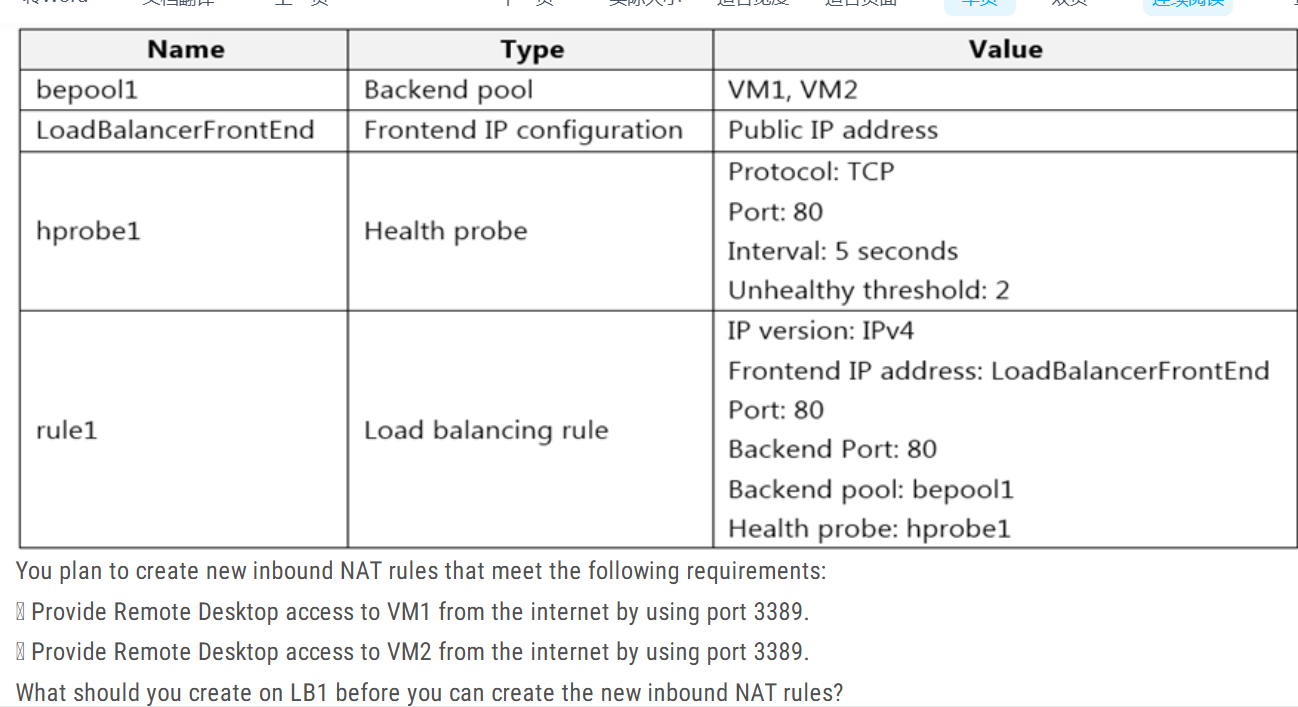 Name Type Value
bepool1 Backend pool VM1, VM2
LoadBalancerFrontEnd Frontend IP configuration Public IP address
hprobe1 Health probe Protocol: TCP
Port: 80
Interval: 5 seconds
Unhealthy threshold: 2
rule1 Load balancing rule IP version: IPv4
Frontend IP address: LoadBalancerFrontEnd
Port: 80
Backend Port: 80
Backend pool: bepool1
Health probe: hprobe1
You plan to create new inbound NAT rules that meet the following requirements:
Provide Remote Desktop access to VM1 from the internet by using port 3389.
Provide Remote Desktop access to VM2 from the internet by using port 3389.
What should you create on LB1 before you can create the new inbound NAT rules?